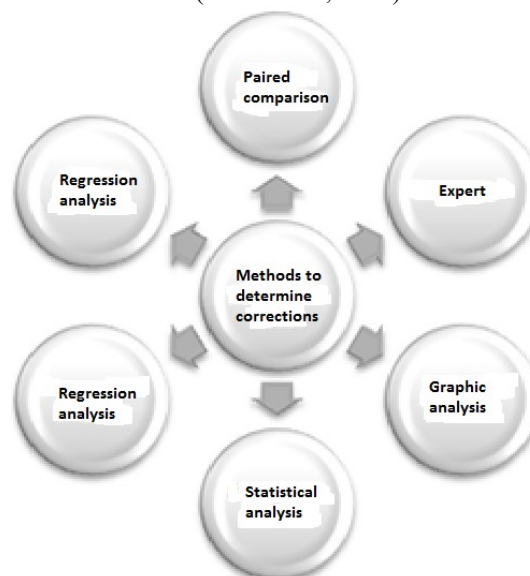 Paired
comparison
Regression
analysis
Expert
Methods to
determine
corrections
Regression
analysis
Graphic
analysis
Statistical
analysis